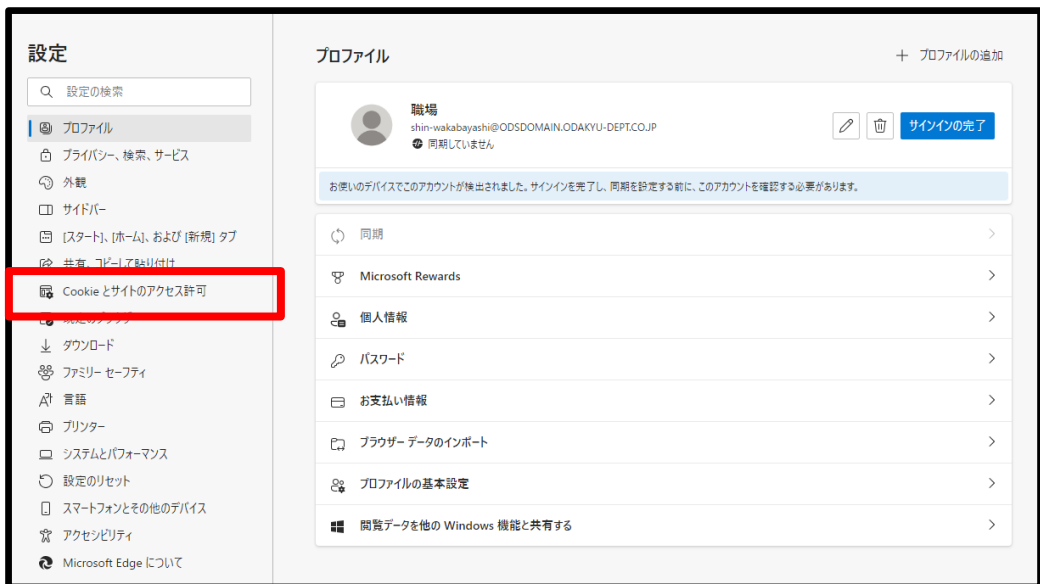 設定
設定の検索
プロファイル
プライバシー、検索、サービス
外観
サイドバー
[スタート]、[ホーム]、および [新規] タブ
共有、コピーして貼り付け
Cookie とサイトのアクセス許可
既定のブラウザー
ダウンロード
ファミリー セーフティ
言語
プリンター
システムとパフォーマンス
設定のリセット
スマートフォンとその他のデバイス
アクセシビリティ
Microsoft Edge について
プロファイル
プロファイルの追加
職場
shin-wakabayashi@ODSDOMAIN.ODAKYU-DEPT.CO.JP
同期していません
サインインの完了
お使いのデバイスでこのアカウントが検出されました。サインインを完了し、同期を設定する前に、このアカウントを確認する必要があります。
同期
Microsoft Rewards
個人情報
パスワード
お支払い情報
ブラウザー データのインポート
プロファイルの基本設定
閲覧データを他の Windows 機能と共有する